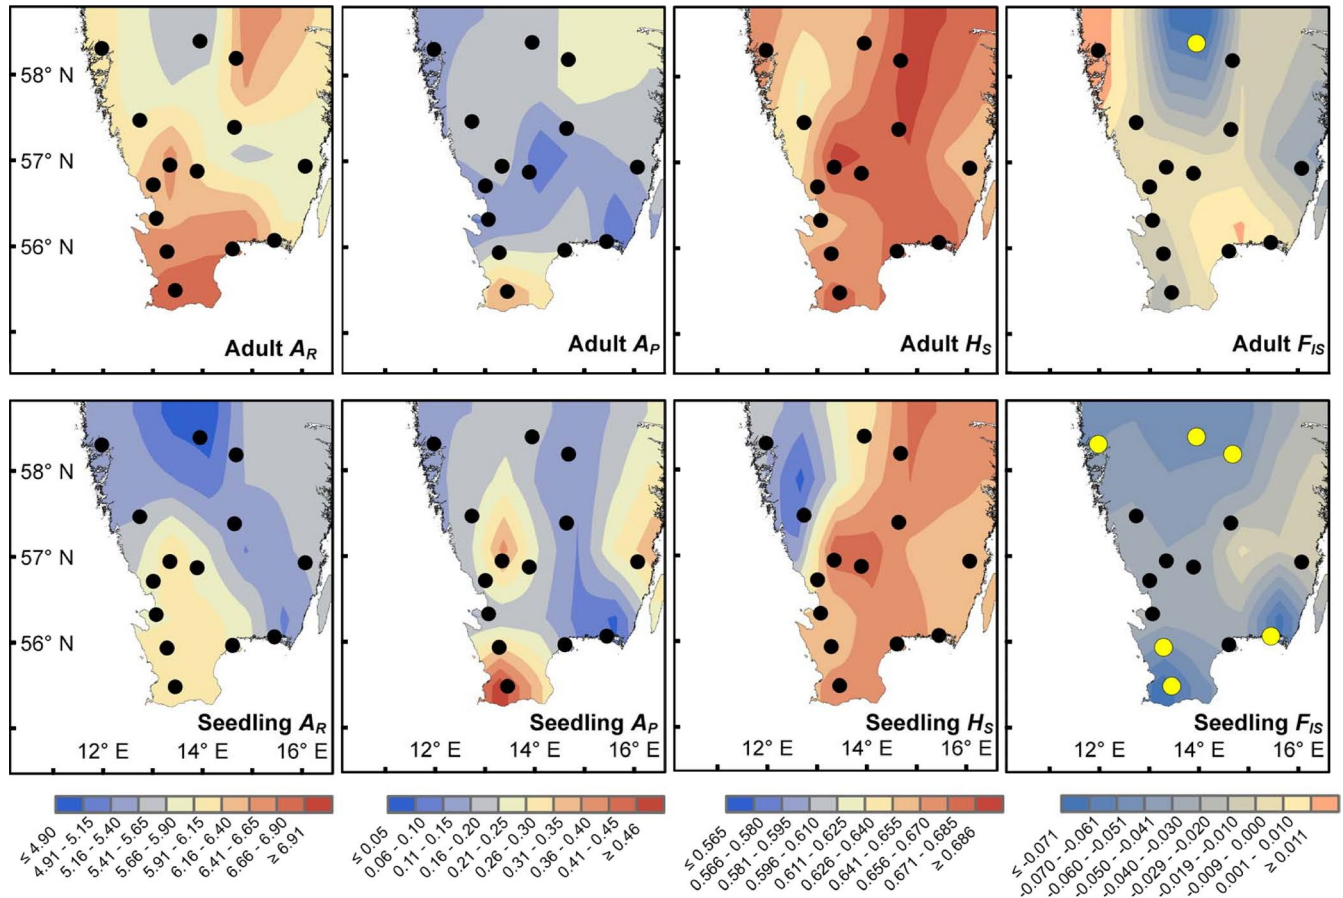 58° N
57° N
56° N
Adult AR
Adult AP
Adult HS
Adult FIS
58° N
57° N
56° N
Seedling AR
Seedling AP
Seedling HS
Seedling FIS
12° E 14° E 16° E
12° E 14° E 16° E
12° E 14° E 16° E
12° E 14° E 16° E
≤ 4.90
4.91 - 5.15
5.16 - 5.40
5.41 - 5.65
5.66 - 5.90
5.91 - 6.15
6.16 - 6.40
6.41 - 6.65
6.66 - 6.90
≥ 6.91
≤ 0.05
0.06 - 0.10
0.11 - 0.15
0.16 - 0.20
0.21 - 0.25
0.26 - 0.30
0.31 - 0.35
0.36 - 0.40
0.41 - 0.45
≥ 0.46
≤ 0.565
0.566 - 0.580
0.581 - 0.595
0.596 - 0.610
0.611 - 0.625
0.626 - 0.640
0.641 - 0.655
0.656 - 0.670
0.671 - 0.685
≥ 0.686
≤ -0.071
-0.070 - -0.061
-0.060 - -0.051
-0.050 - -0.041
-0.040 - -0.030
-0.029 - -0.020
-0.019 - -0.010
-0.009 - 0.000
0.001 - 0.010
≥ 0.011